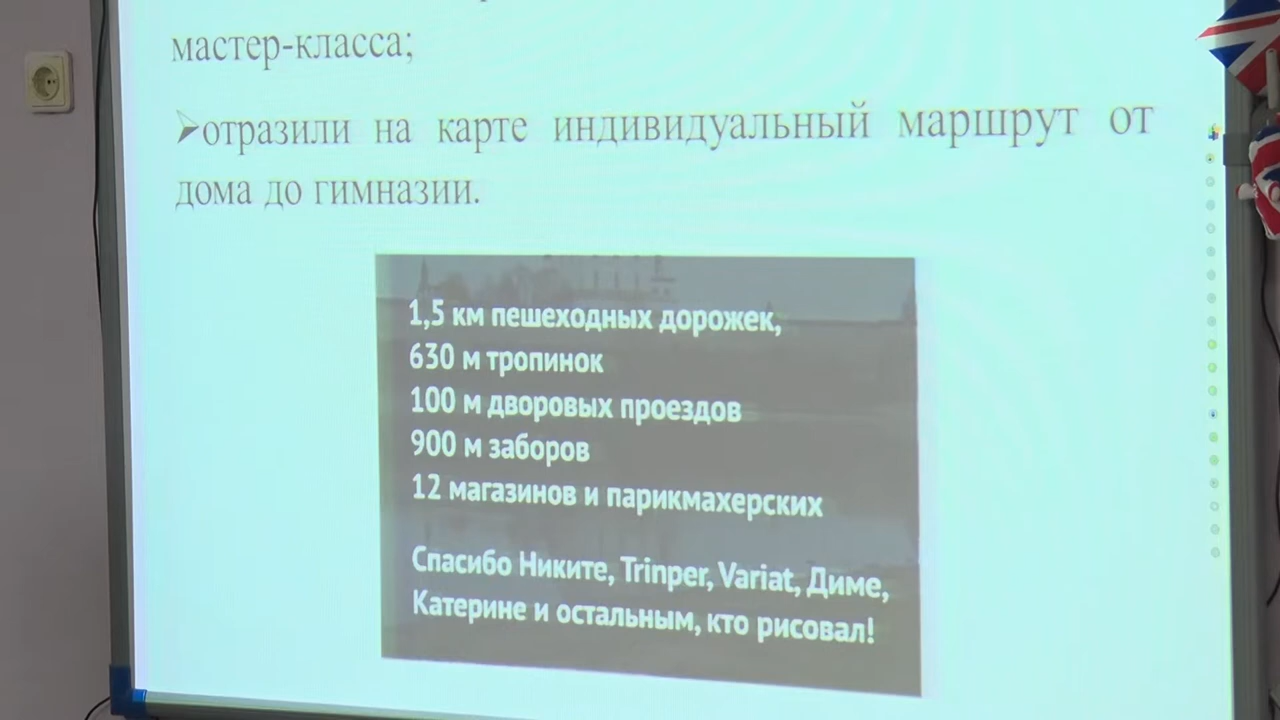 мастер-класса;
➢отразили на карте индивидуальный маршрут от
дома до гимназии.
1,5 км пешеходных дорожек,
630 м тропинок
100 м дворовых проездов
900 м заборов
12 магазинов и парикмахерских
Спасибо Никите, Trinper, Variat, Диме,
Катерине и остальным, кто рисовал!